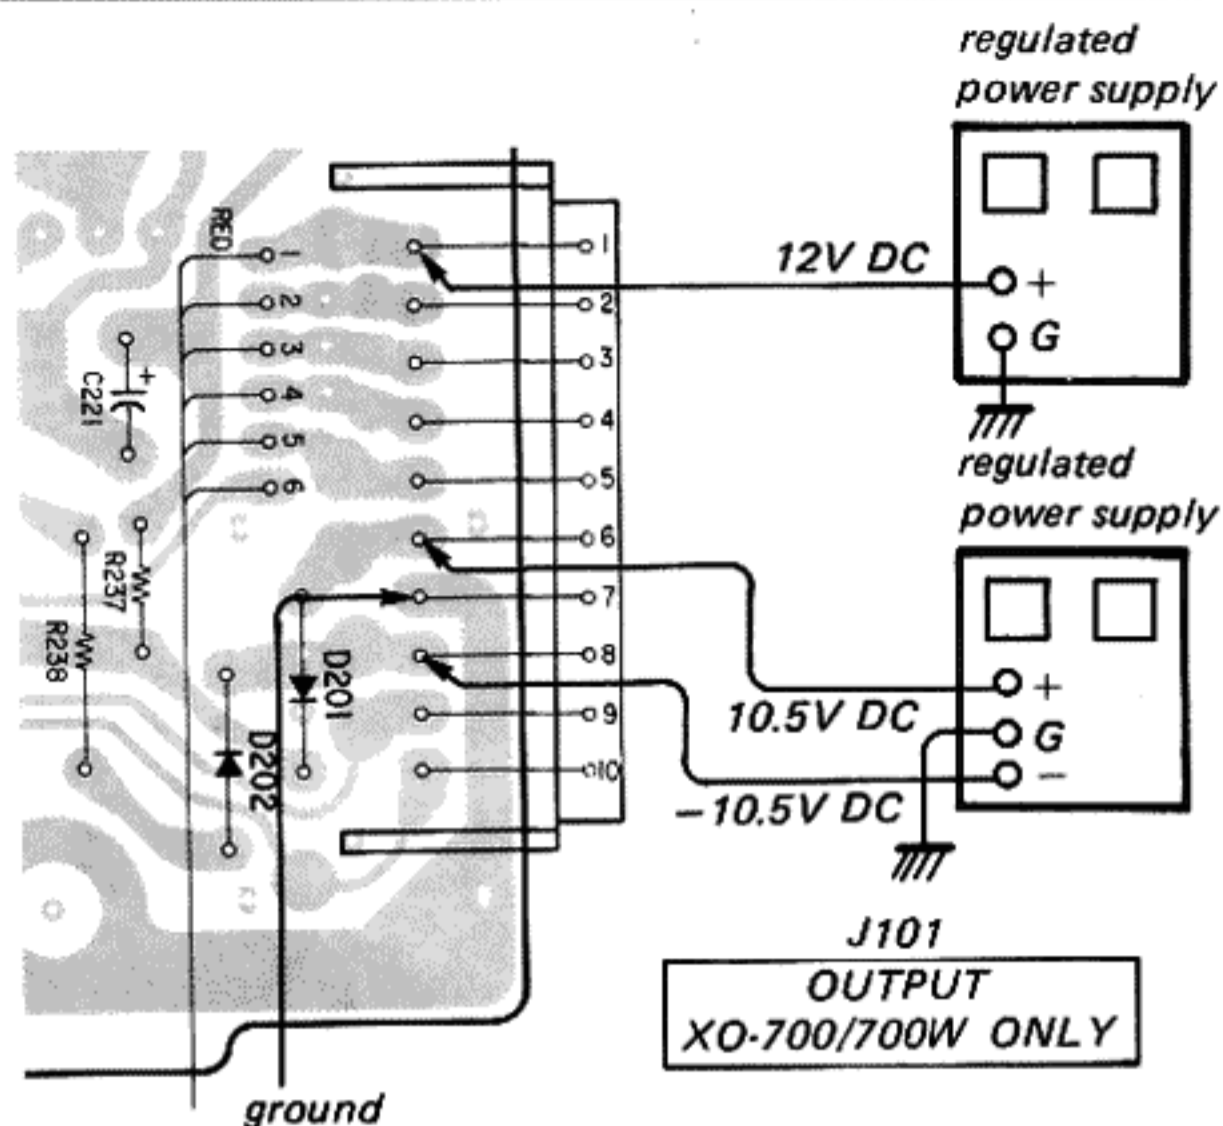 regulated
power supply
RED
1
2
3
4
5
6
1
2
3
4
5
6
7
8
9
10
12V DC
+
G
regulated
power supply
+
G
−
10.5V DC
−10.5V DC
C221
+
R237
R238
D201
D202
J101
OUTPUT
XO-700/700W ONLY
ground